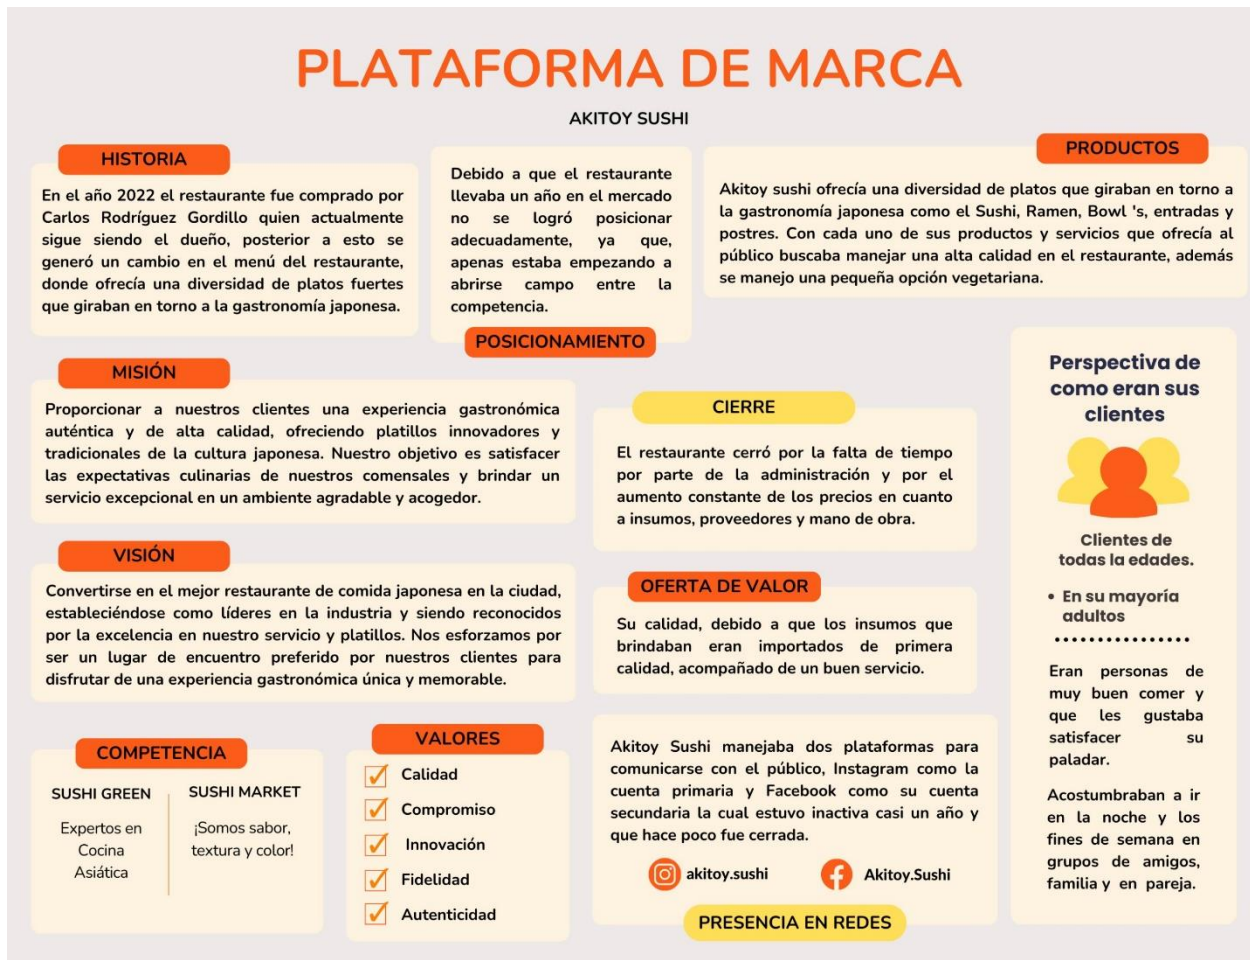 PLATAFORMA DE MARCA
AKITOY SUSHI
HISTORIA
En el año 2022 el restaurante fue comprado por
Carlos Rodríguez Gordillo quien actualmente
sigue siendo el dueño, posterior a esto se
generó un cambio en el menú del restaurante,
donde ofrecía una diversidad de platos fuertes
que giraban en torno a la gastronomía japonesa.
Debido a que el restaurante
llevaba un año en el mercado
no se logró posicionar
adecuadamente, ya que,
apenas estaba empezando a
abrirse campo entre la
competencia.
POSICIONAMIENTO
PRODUCTOS
Akitoy sushi ofrecía una diversidad de platos que giraban en torno a
la gastronomía japonesa como el Sushi, Ramen, Bowl 's, entradas y
postres. Con cada uno de sus productos y servicios que ofrecía al
público buscaba manejar una alta calidad en el restaurante, además
se manejo una pequeña opción vegetariana.
MISIÓN
Proporcionar a nuestros clientes una experiencia gastronómica
auténtica y de alta calidad, ofreciendo platillos innovadores y
tradicionales de la cultura japonesa. Nuestro objetivo es satisfacer
las expectativas culinarias de nuestros comensales y brindar un
servicio excepcional en un ambiente agradable y acogedor.
CIERRE
El restaurante cerró por la falta de tiempo
por parte de la administración y por el
aumento constante de los precios en cuanto
a insumos, proveedores y mano de obra.
Perspectiva de
como eran sus
clientes
Clientes de
todas la edades.
• En su mayoría
adultos
Eran personas de
muy buen comer y
que les gustaba
satisfacer su
paladar.
Acostumbraban a ir
en la noche y los
fines de semana en
grupos de amigos,
familia y en pareja.
VISIÓN
Convertirse en el mejor restaurante de comida japonesa en la ciudad,
estableciéndose como líderes en la industria y siendo reconocidos
por la excelencia en nuestro servicio y platillos. Nos esforzamos por
ser un lugar de encuentro preferido por nuestros clientes para
disfrutar de una experiencia gastronómica única y memorable.
OFERTA DE VALOR
Su calidad, debido a que los insumos que
brindaban eran importados de primera
calidad, acompañado de un buen servicio.
COMPETENCIA
SUSHI GREEN
Expertos en
Cocina
Asiática
SUSHI MARKET
¡Somos sabor,
textura y color!
VALORES
Calidad
Compromiso
Innovación
Fidelidad
Autenticidad
Akitoy Sushi manejaba dos plataformas para
comunicarse con el público, Instagram como la
cuenta primaria y Facebook como su cuenta
secundaria la cual estuvo inactiva casi un año y
que hace poco fue cerrada.
akitoy.sushi
Akitoy.Sushi
PRESENCIA EN REDES